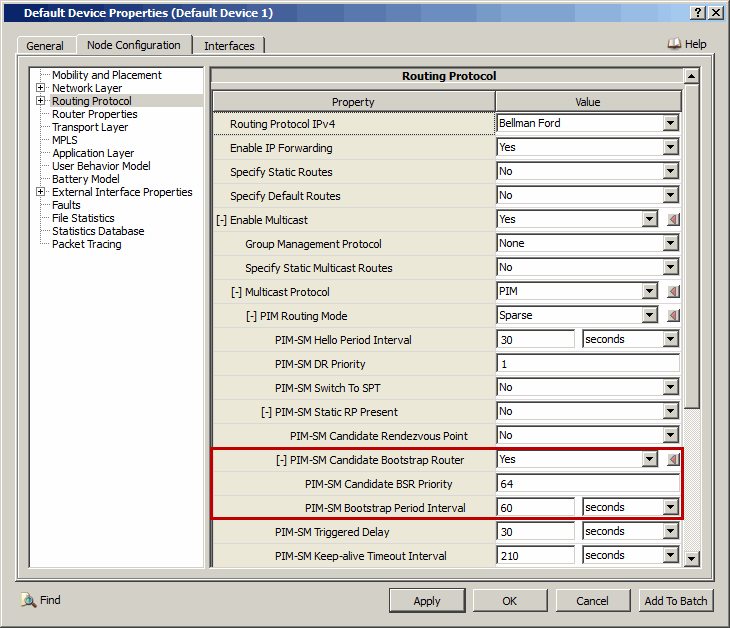 Default Device Properties (Default Device 1)
General Node Configuration Interfaces Help
Mobility and Placement
Network Layer
Routing Protocol
Router Properties
Transport Layer
MPLS
Application Layer
User Behavior Model
Battery Model
External Interface Properties
Faults
File Statistics
Statistics Database
Packet Tracing
Routing Protocol
Property Value
Routing Protocol IPv4 Bellman Ford
Enable IP Forwarding Yes
Specify Static Routes No
Specify Default Routes No
[-] Enable Multicast Yes
Group Management Protocol None
Specify Static Multicast Routes No
[-] Multicast Protocol PIM
[-] PIM Routing Mode Sparse
PIM-SM Hello Period Interval 30 seconds
PIM-SM DR Priority 1
PIM-SM Switch To SPT No
[-] PIM-SM Static RP Present No
PIM-SM Candidate Rendezvous Point No
[-] PIM-SM Candidate Bootstrap Router Yes
PIM-SM Candidate BSR Priority 64
PIM-SM Bootstrap Period Interval 60 seconds
PIM-SM Triggered Delay 30 seconds
PIM-SM Keep-alive Timeout Interval 210 seconds
Find Apply OK Cancel Add To Batch